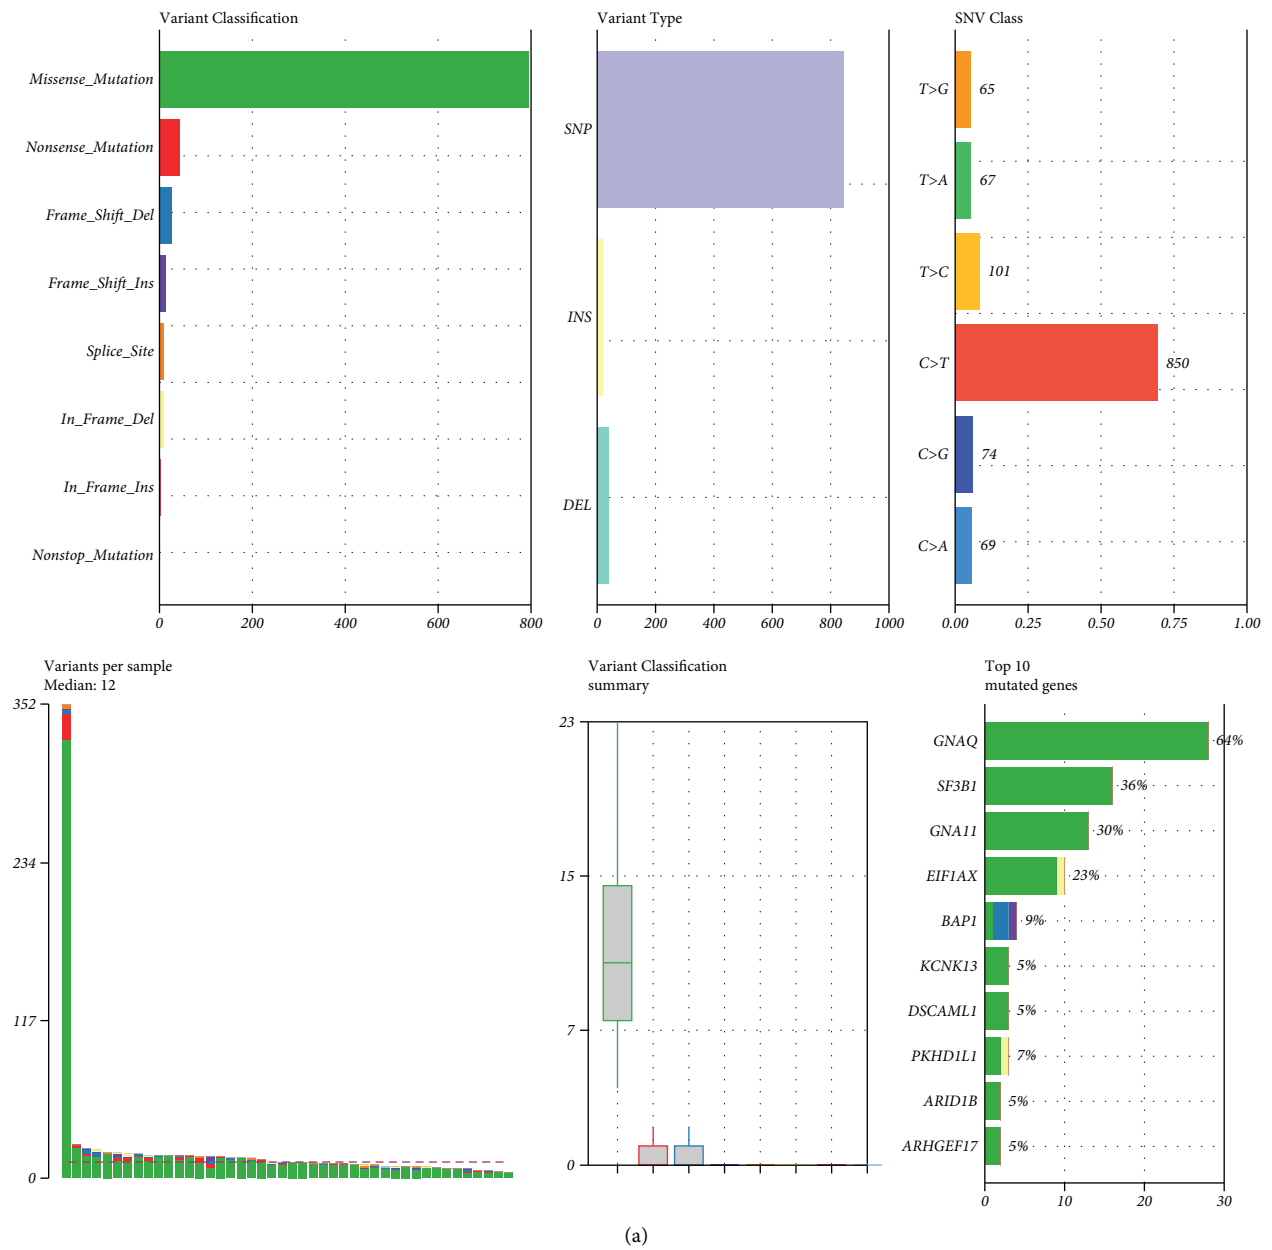 Variant Classification
Missense_Mutation
Nonsense_Mutation
Frame_Shift_Del
Frame_Shift_Ins
Splice_Site
In_Frame_Del
In_Frame_Ins
Nonstop_Mutation
0 200 400 600 800
Variant Type
SNP
INS
DEL
0 200 400 600 800 1000
SNV Class
T>G 65
T>A 67
T>C 101
C>T 850
C>G 74
C>A 69
0.00 0.25 0.50 0.75 1.00
Variants per sample
Median: 12
352
234
117
0
Variant Classification
summary
23
15
7
0
Top 10
mutated genes
GNAQ 64%
SF3B1 36%
GNA11 30%
EIF1AX 23%
BAP1 9%
KCNK13 5%
DSCAML1 5%
PKHD1L1 7%
ARID1B 5%
ARHGEF17 5%
0 10 20 30
(a)